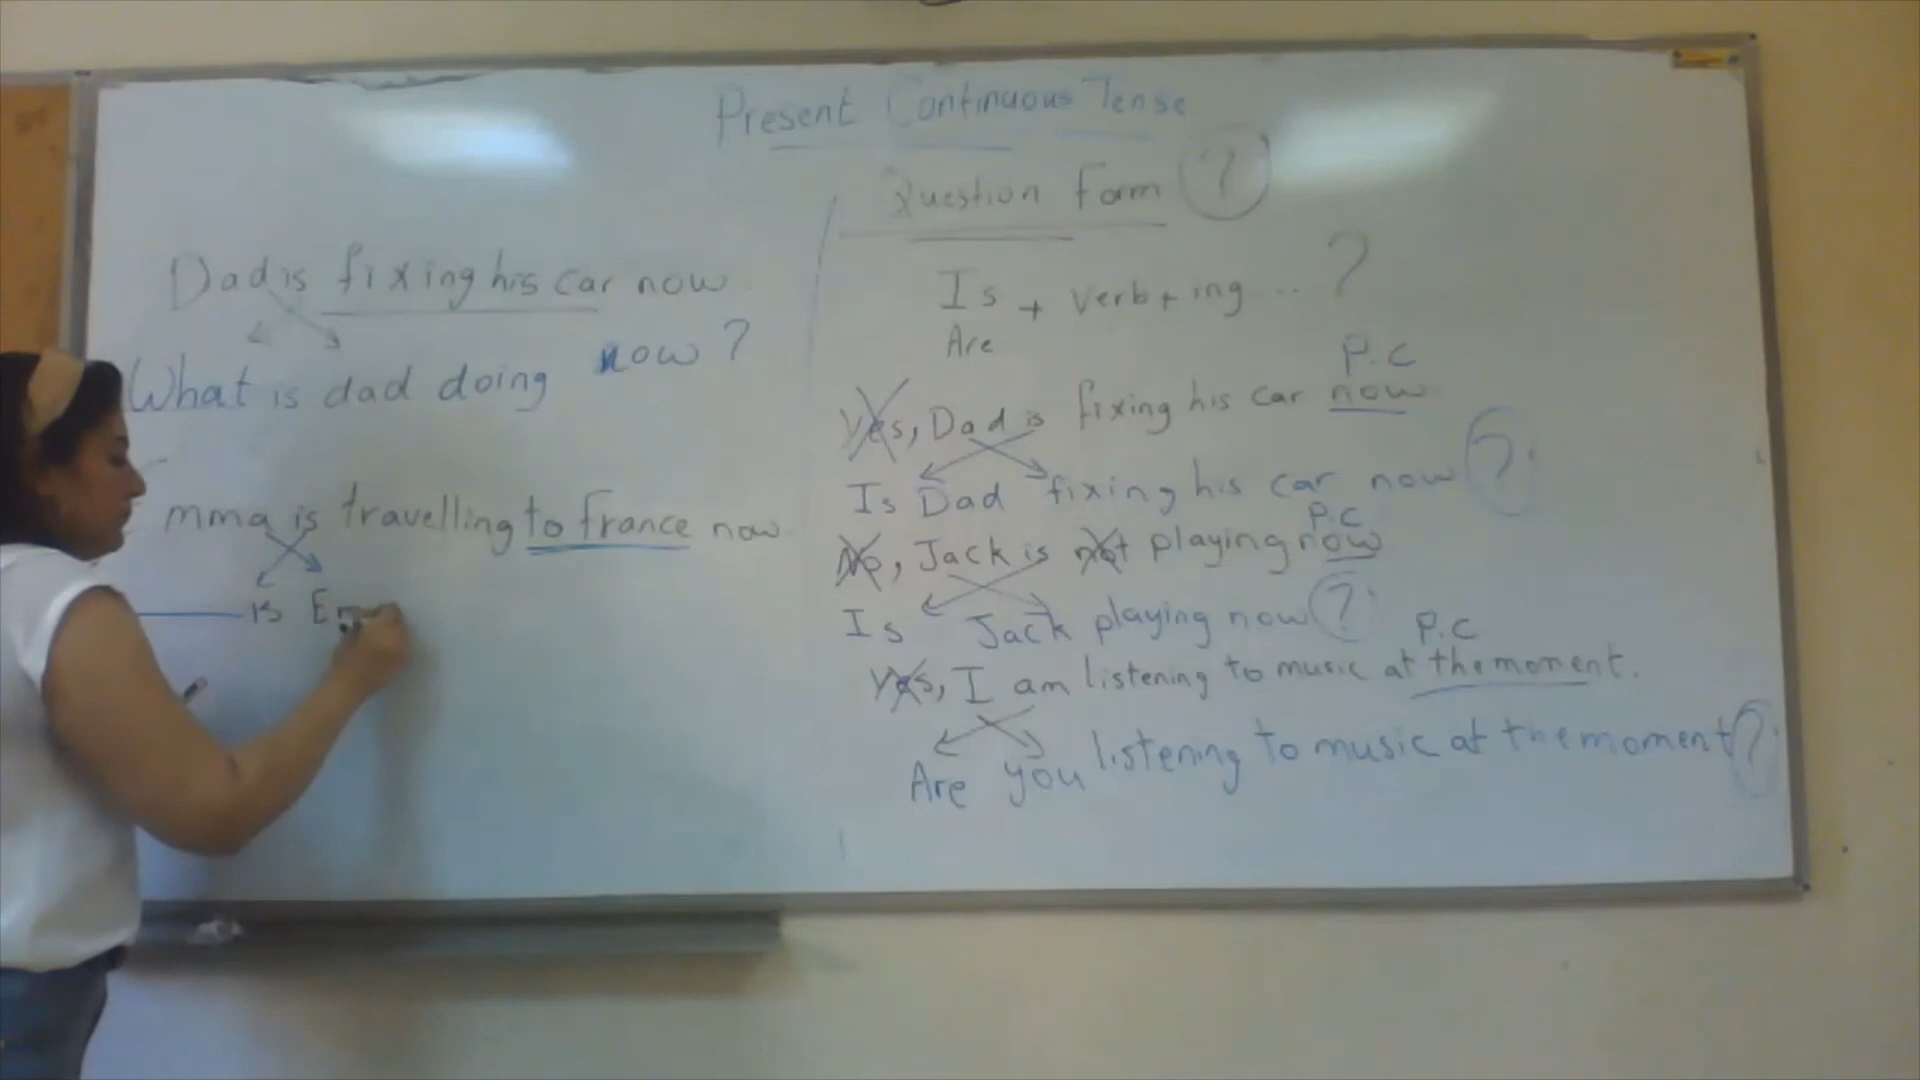 Present Continuous Tense
Question form ?
Is + verb + ing ... ?
Are
P.C
Yes, Dad is fixing his car now
Is Dad fixing his car now ?
P.C
No, Jack is not playing now
Is Jack playing now ?
P.C
Yes, I am listening to music at the moment.
Are you listening to music at the moment ?
Dad is fixing his car now
What is dad doing now ?
mma is travelling to france now
is Em